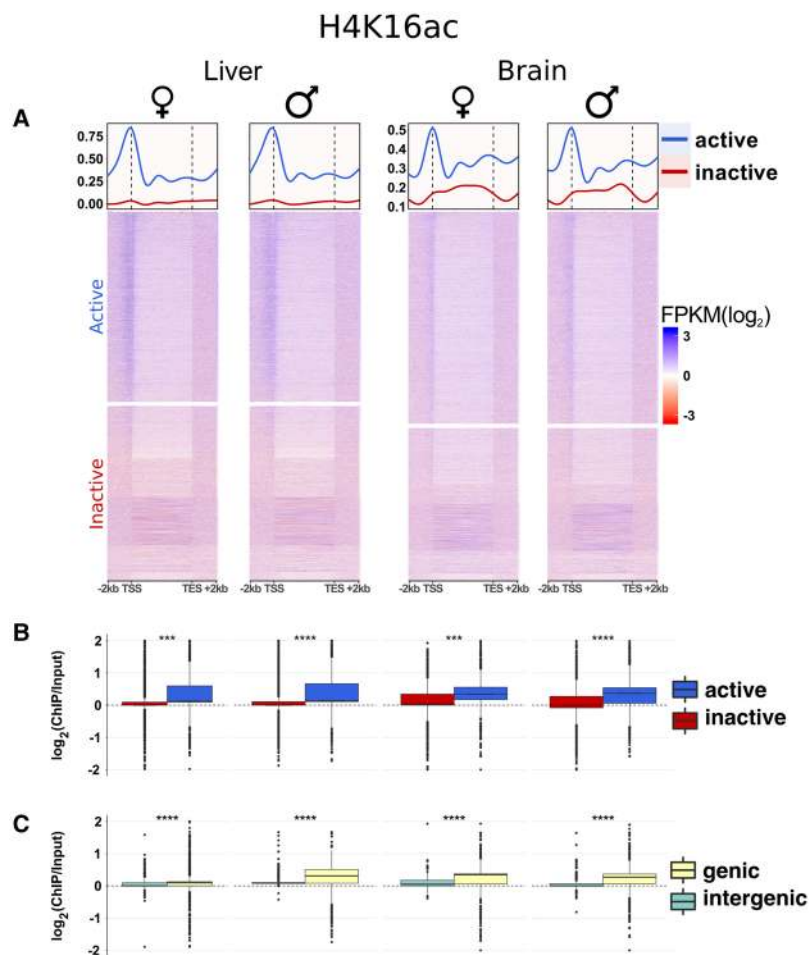 H4K16ac
Liver Brain
♀ ♂ ♀ ♂
A
0.75
0.50
0.25
0.00
0.5
0.4
0.3
0.2
0.1
active
inactive
Active
Inactive
FPKM(log₂)
3
0
-3
-2kb TSS TES +2kb -2kb TSS TES +2kb -2kb TSS TES +2kb -2kb TSS TES +2kb
B
log₂(ChIP/Input)
2
1
0
-1
-2
*** **** *** ****
active
inactive
C
log₂(ChIP/Input)
2
1
0
-1
-2
**** **** **** ****
genic
intergenic